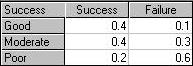 Success Success Failure
Good 0.4 0.1
Moderate 0.4 0.3
Poor 0.2 0.6